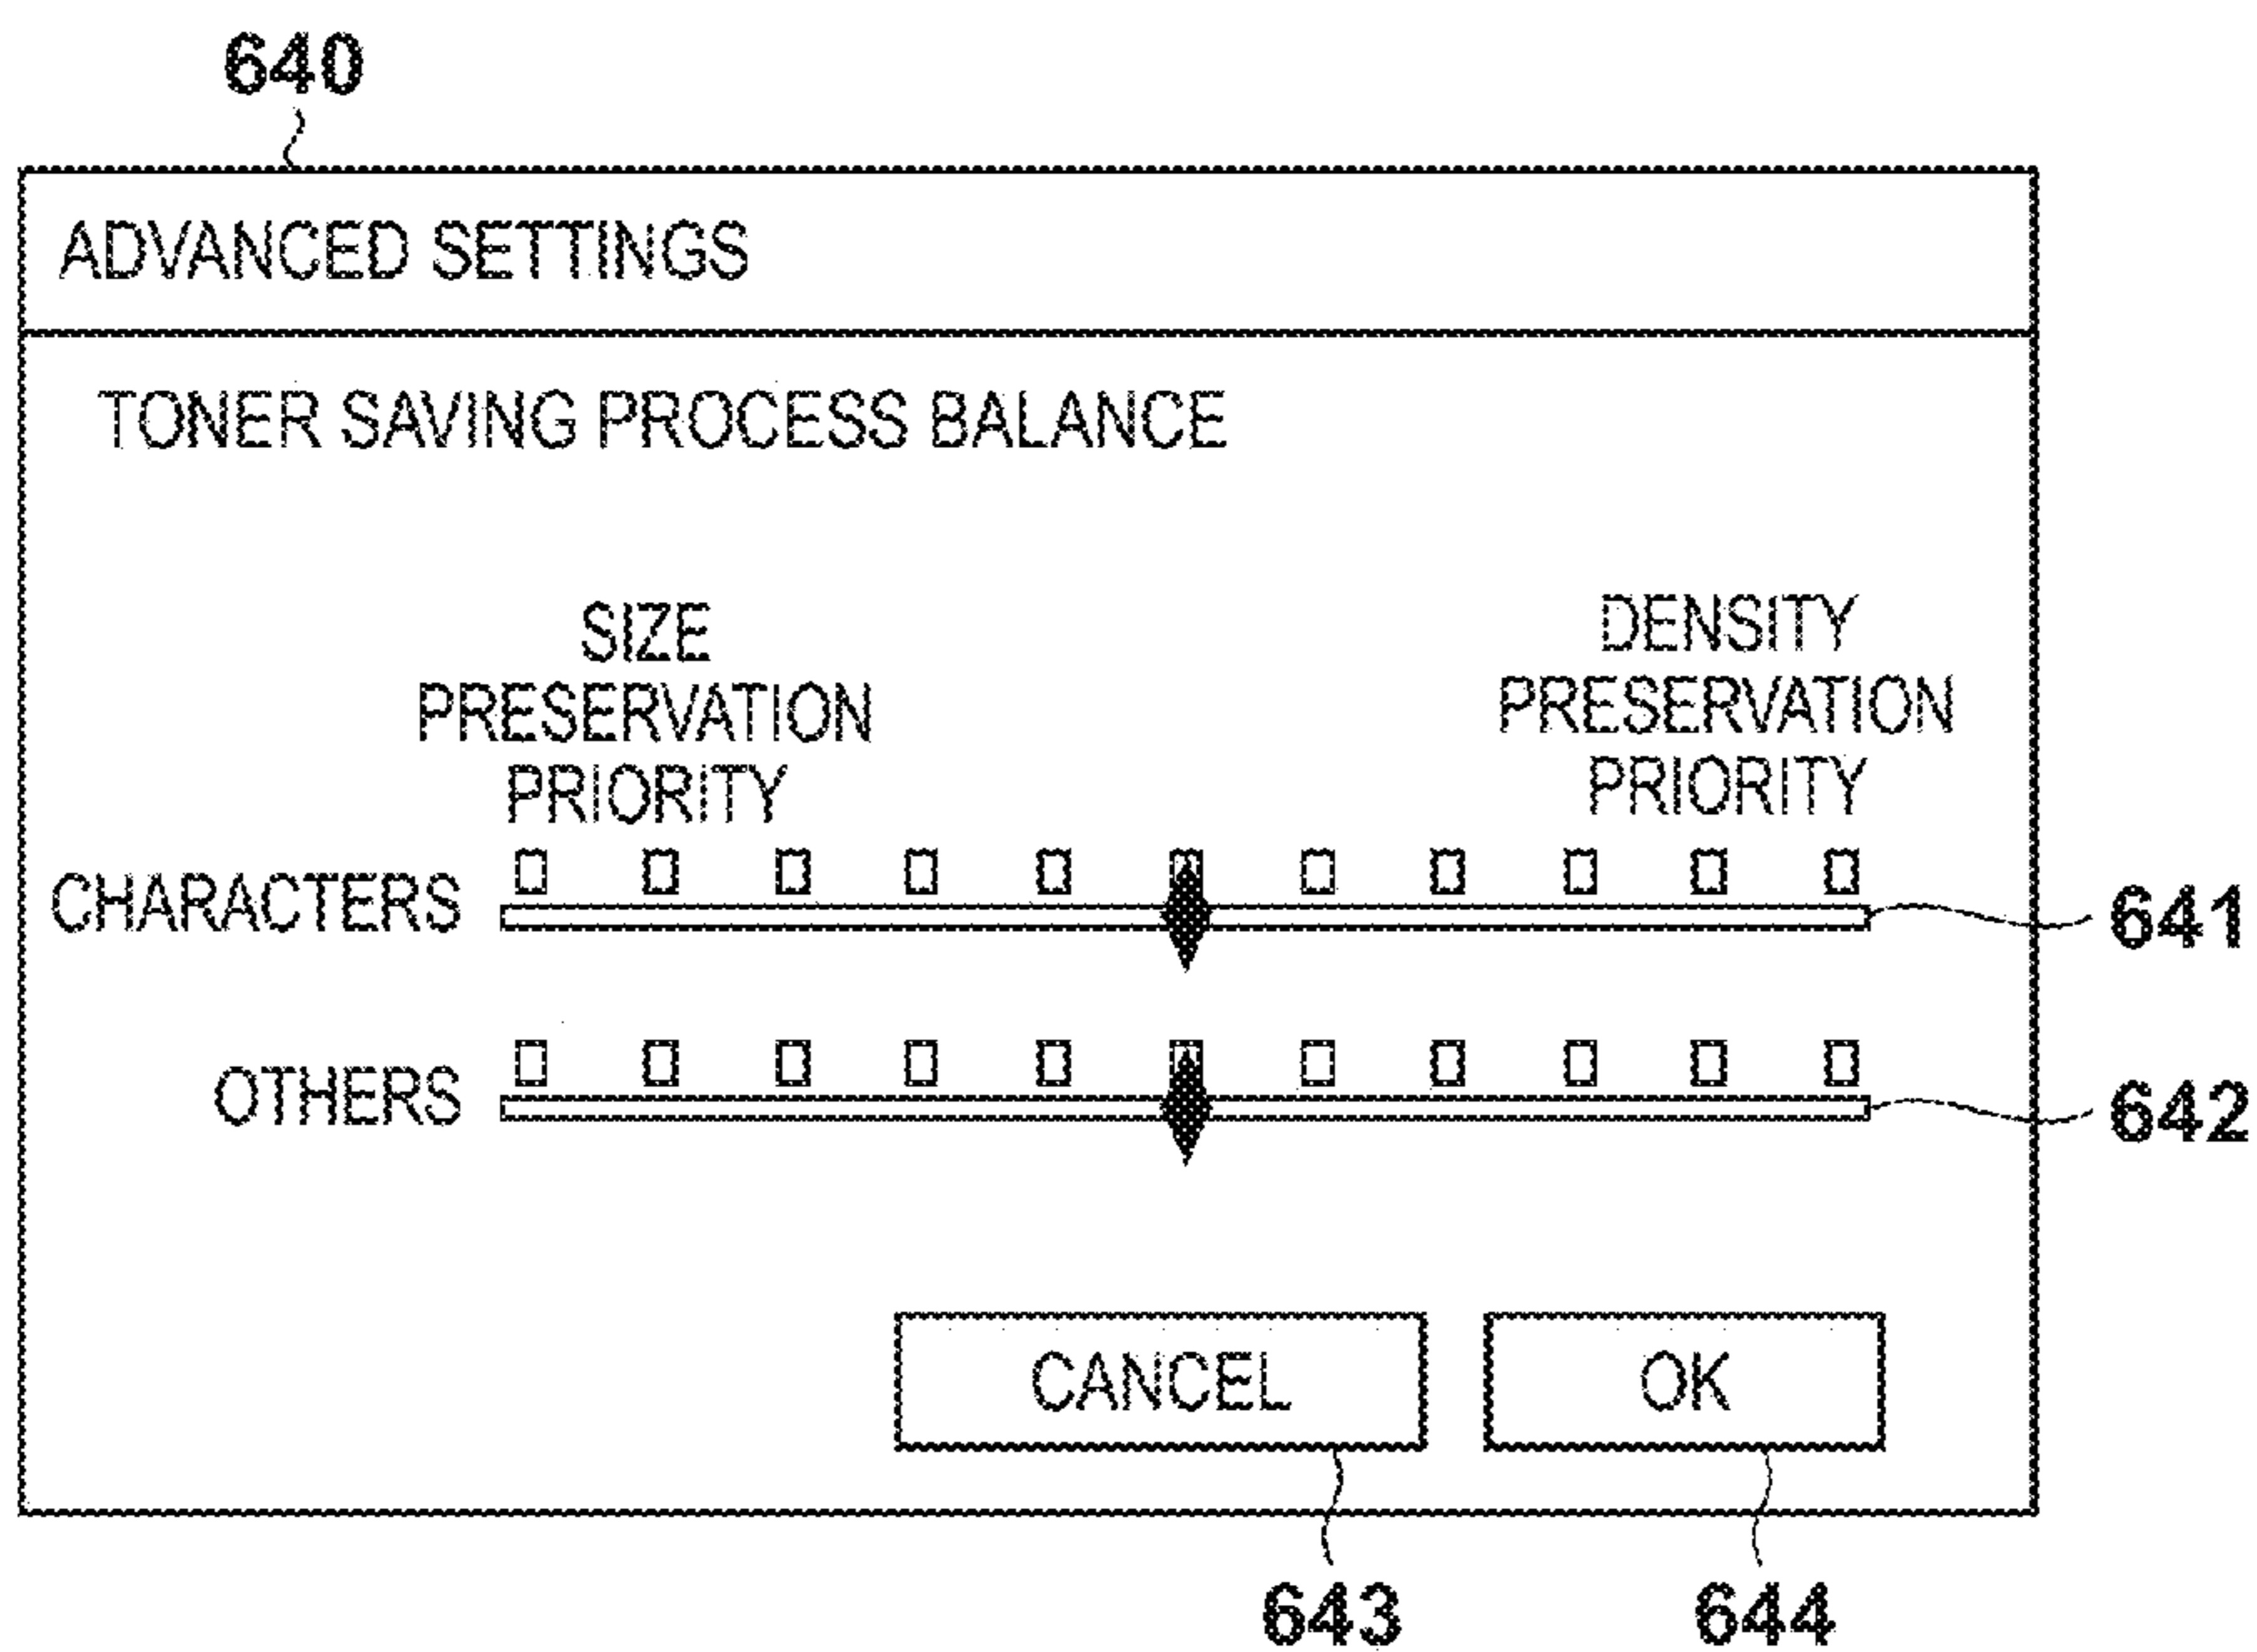 640
ADVANCED SETTINGS
TONER SAVING PROCESS BALANCE
SIZE
PRESERVATION
PRIORITY
DENSITY
PRESERVATION
PRIORITY
CHARACTERS
641
OTHERS
642
CANCEL
OK
643
644